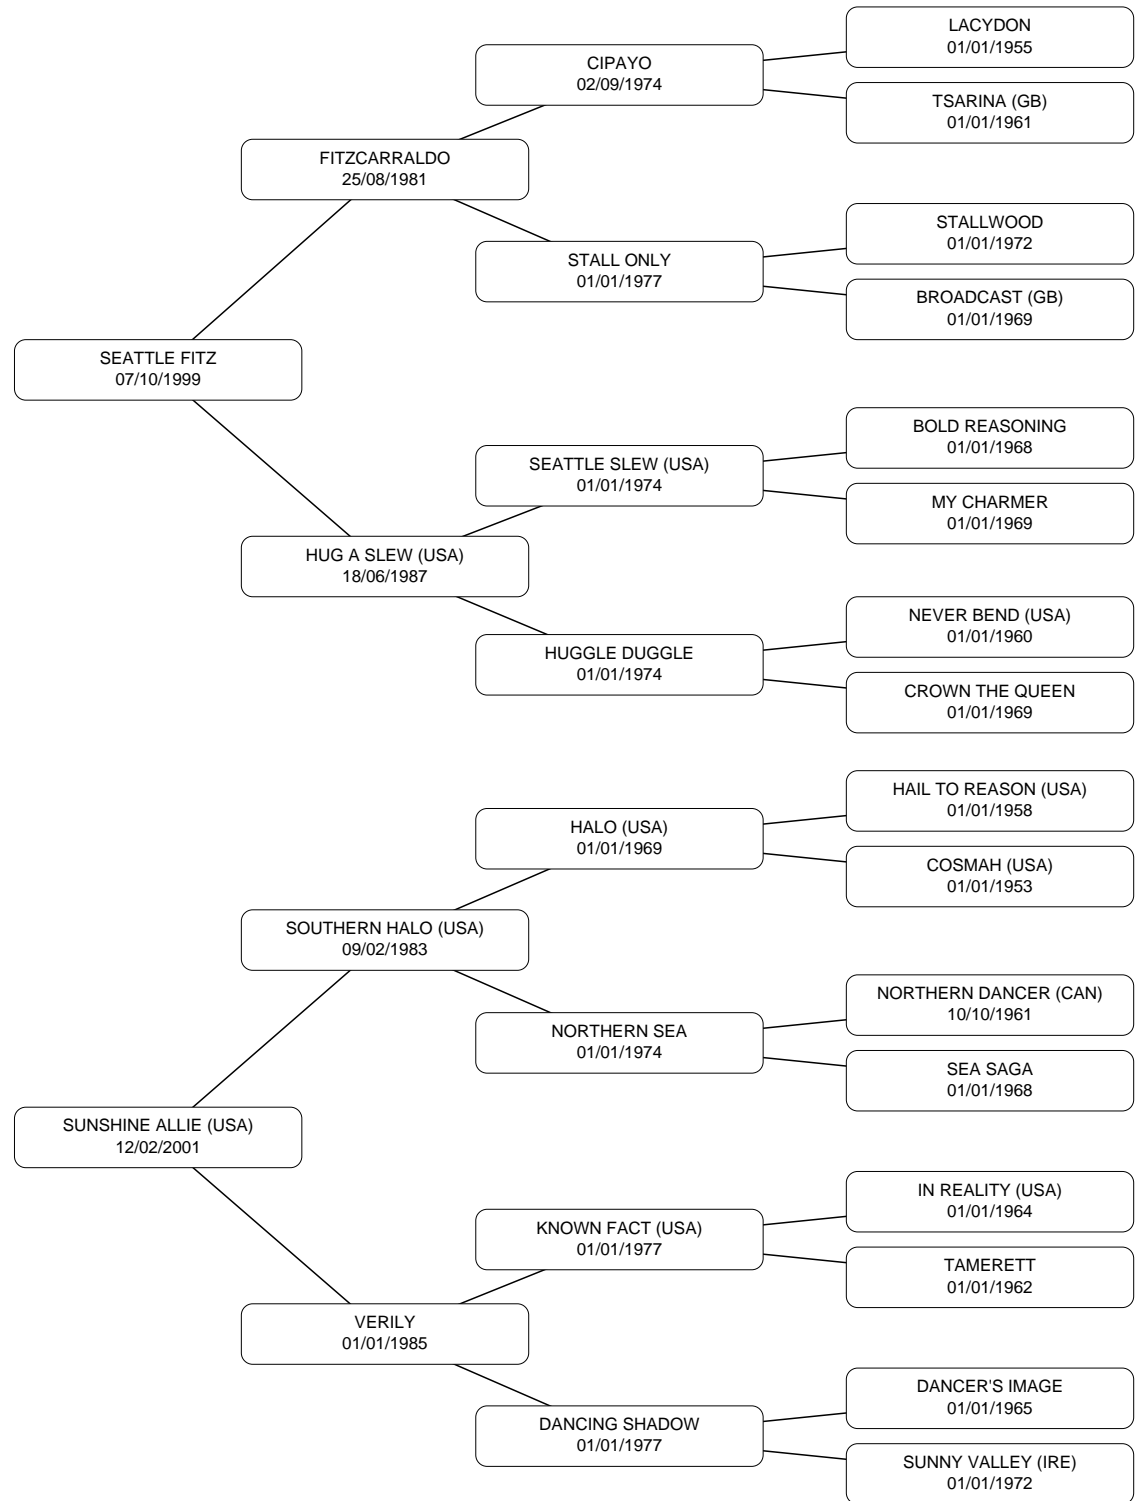 LACYDON
01/01/1955
CIPAYO
02/09/1974
TSARINA (GB)
01/01/1961
FITZCARRALDO
25/08/1981
STALLWOOD
01/01/1972
STALL ONLY
01/01/1977
BROADCAST (GB)
01/01/1969
SEATTLE FITZ
07/10/1999
BOLD REASONING
01/01/1968
SEATTLE SLEW (USA)
01/01/1974
MY CHARMER
01/01/1969
HUG A SLEW (USA)
18/06/1987
NEVER BEND (USA)
01/01/1960
HUGGLE DUGGLE
01/01/1974
CROWN THE QUEEN
01/01/1969
HAIL TO REASON (USA)
01/01/1958
HALO (USA)
01/01/1969
COSMAH (USA)
01/01/1953
SOUTHERN HALO (USA)
09/02/1983
NORTHERN DANCER (CAN)
10/10/1961
NORTHERN SEA
01/01/1974
SEA SAGA
01/01/1968
SUNSHINE ALLIE (USA)
12/02/2001
IN REALITY (USA)
01/01/1964
KNOWN FACT (USA)
01/01/1977
TAMERETT
01/01/1962
VERILY
01/01/1985
DANCER'S IMAGE
01/01/1965
DANCING SHADOW
01/01/1977
SUNNY VALLEY (IRE)
01/01/1972